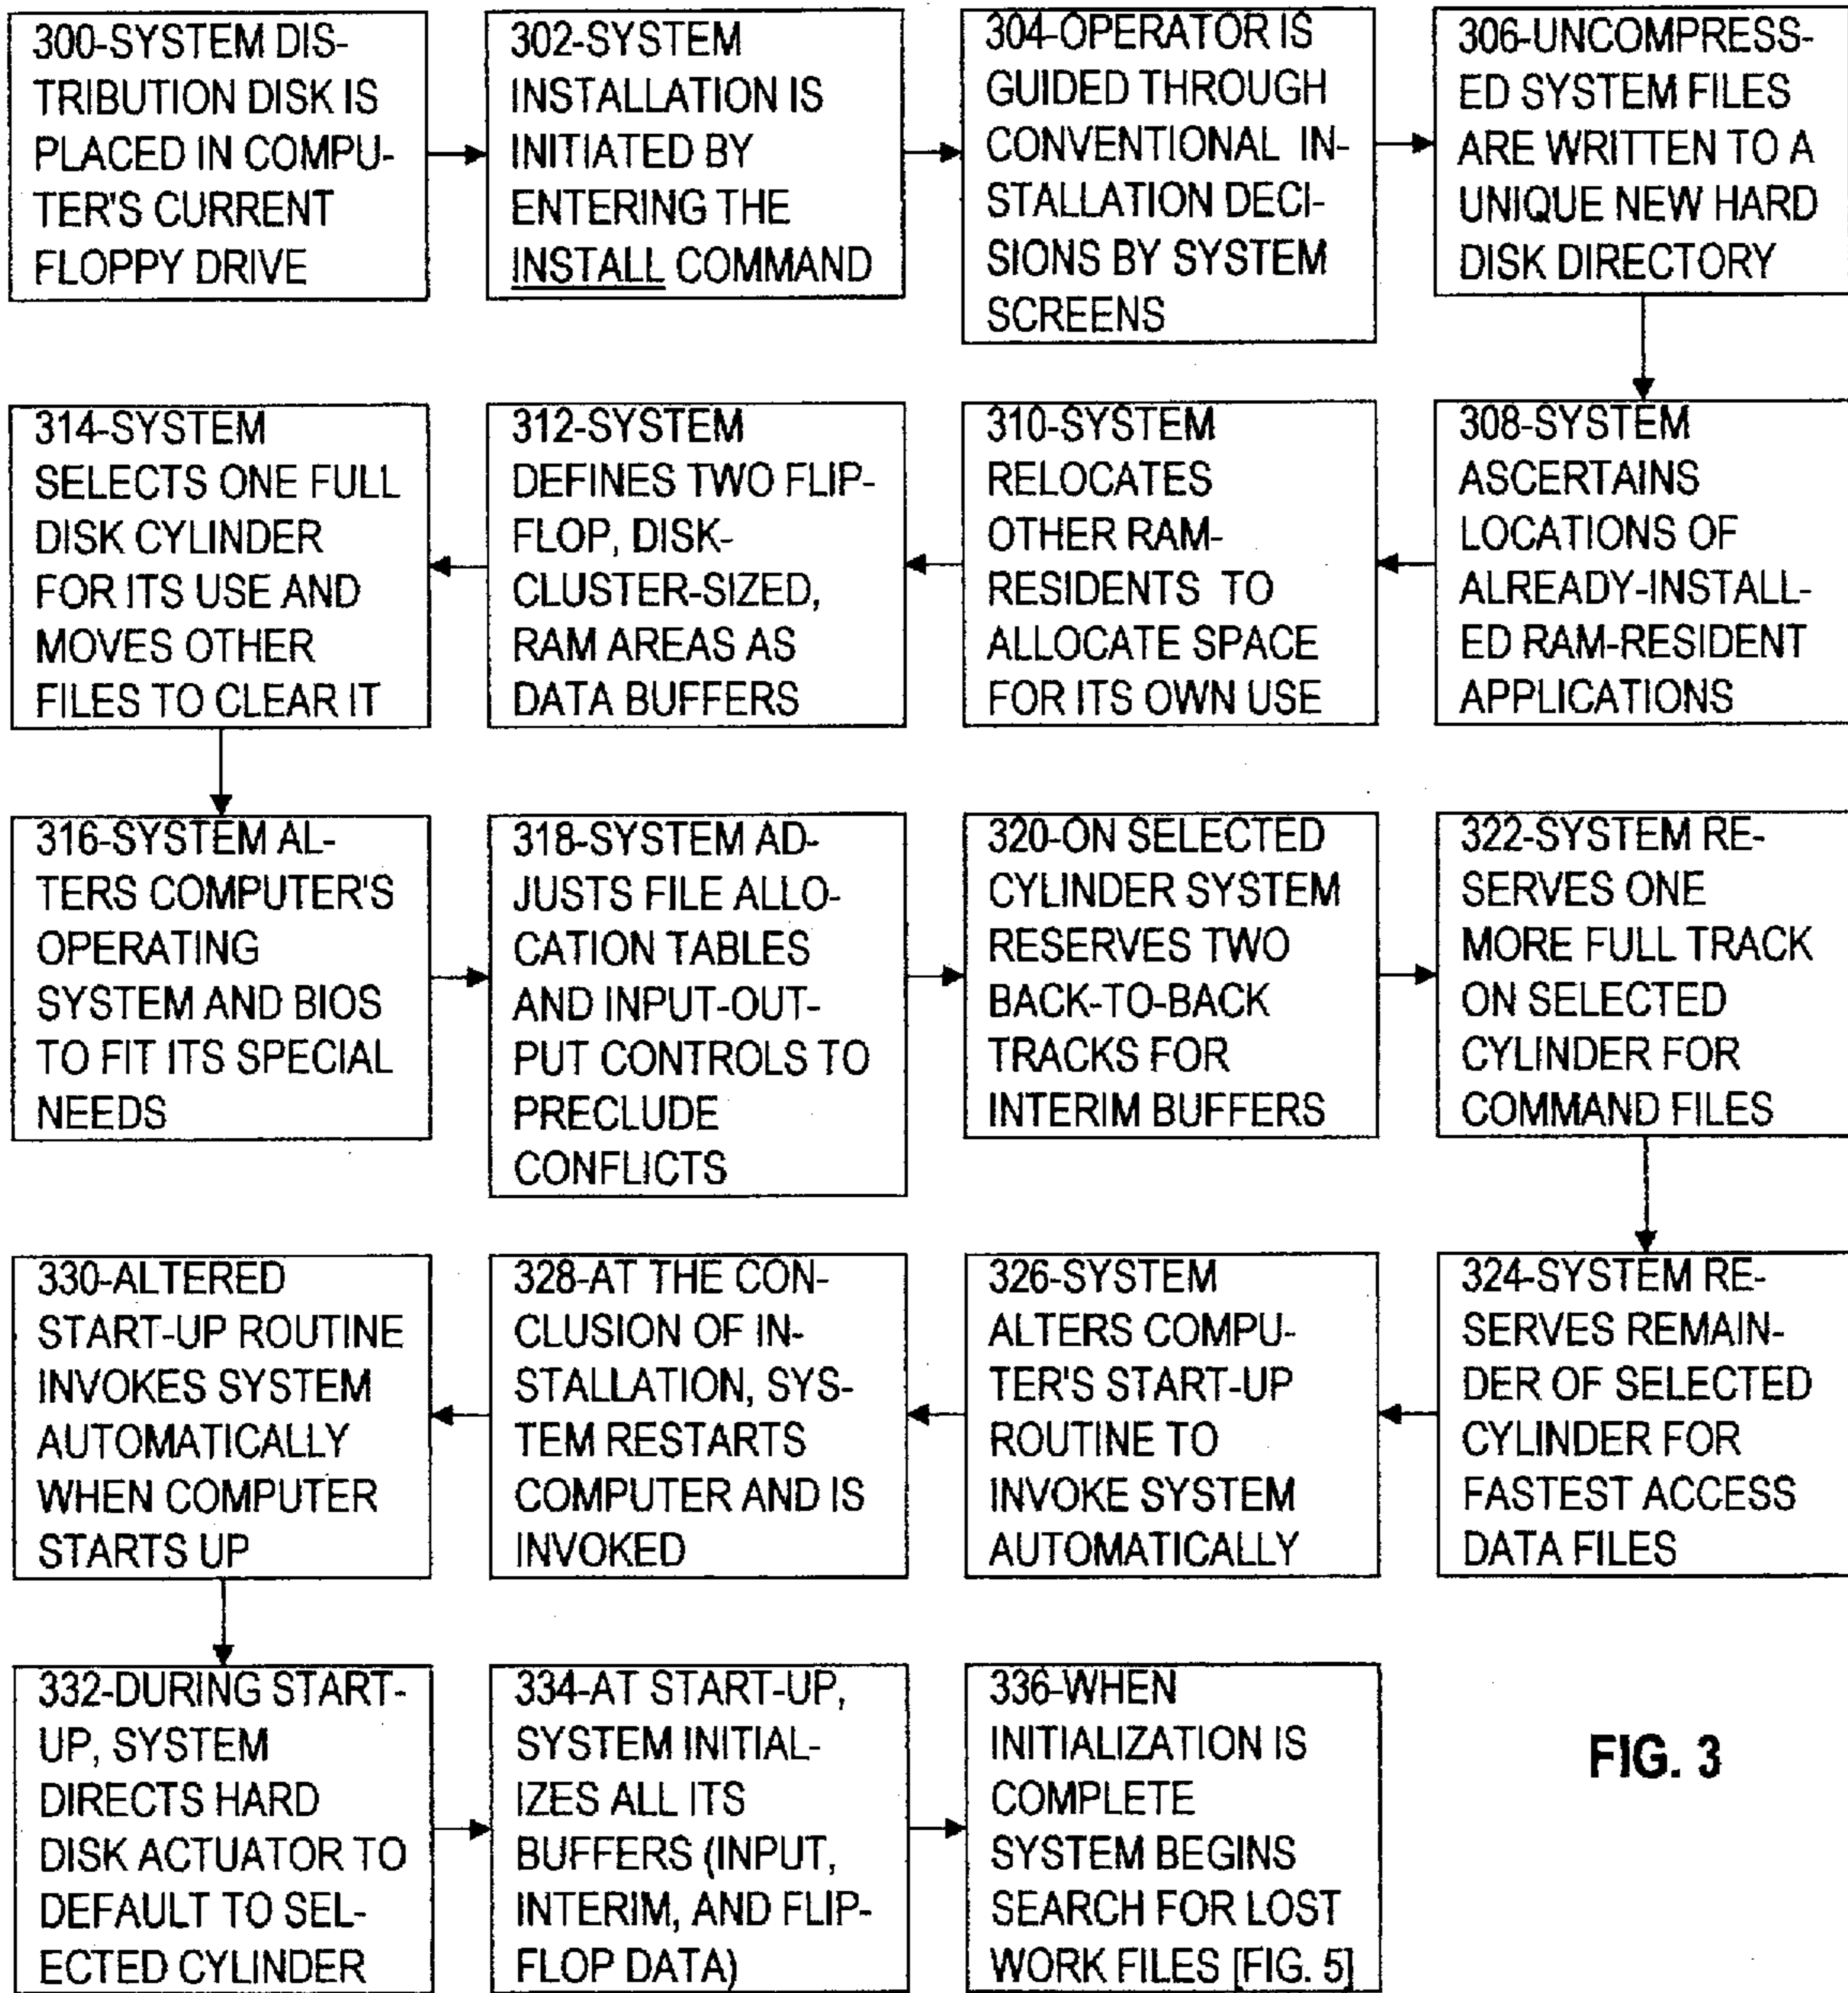 300-SYSTEM DIS-
TRIBUTION DISK IS
PLACED IN COMPU-
TER'S CURRENT
FLOPPY DRIVE
302-SYSTEM
INSTALLATION IS
INITIATED BY
ENTERING THE
INSTALL COMMAND
304-OPERATOR IS
GUIDED THROUGH
CONVENTIONAL IN-
STALLATION DECI-
SIONS BY SYSTEM
SCREENS
306-UNCOMPRESS-
ED SYSTEM FILES
ARE WRITTEN TO A
UNIQUE NEW HARD
DISK DIRECTORY
308-SYSTEM
ASCERTAINS
LOCATIONS OF
ALREADY-INSTALL-
ED RAM-RESIDENT
APPLICATIONS
310-SYSTEM
RELOCATES
OTHER RAM-
RESIDENTS TO
ALLOCATE SPACE
FOR ITS OWN USE
312-SYSTEM
DEFINES TWO FLIP-
FLOP, DISK-
CLUSTER-SIZED,
RAM AREAS AS
DATA BUFFERS
314-SYSTEM
SELECTS ONE FULL
DISK CYLINDER
FOR ITS USE AND
MOVES OTHER
FILES TO CLEAR IT
316-SYSTEM AL-
TERS COMPUTER'S
OPERATING
SYSTEM AND BIOS
TO FIT ITS SPECIAL
NEEDS
318-SYSTEM AD-
JUSTS FILE ALLO-
CATION TABLES
AND INPUT-OUT-
PUT CONTROLS TO
PRECLUDE
CONFLICTS
320-ON SELECTED
CYLINDER SYSTEM
RESERVES TWO
BACK-TO-BACK
TRACKS FOR
INTERIM BUFFERS
322-SYSTEM RE-
SERVES ONE
MORE FULL TRACK
ON SELECTED
CYLINDER FOR
COMMAND FILES
324-SYSTEM RE-
SERVES REMAIN-
DER OF SELECTED
CYLINDER FOR
FASTEST ACCESS
DATA FILES
326-SYSTEM
ALTERS COMPU-
TER'S START-UP
ROUTINE TO
INVOKE SYSTEM
AUTOMATICALLY
328-AT THE CON-
CLUSION OF IN-
STALLATION, SYS-
TEM RESTARTS
COMPUTER AND IS
INVOKED
330-ALTERED
START-UP ROUTINE
INVOKES SYSTEM
AUTOMATICALLY
WHEN COMPUTER
STARTS UP
332-DURING START-
UP, SYSTEM
DIRECTS HARD
DISK ACTUATOR TO
DEFAULT TO SEL-
ECTED CYLINDER
334-AT START-UP,
SYSTEM INITIAL-
IZES ALL ITS
BUFFERS (INPUT,
INTERIM, AND FLIP-
FLOP DATA)
336-WHEN
INITIALIZATION IS
COMPLETE
SYSTEM BEGINS
SEARCH FOR LOST
WORK FILES [FIG. 5]
FIG. 3